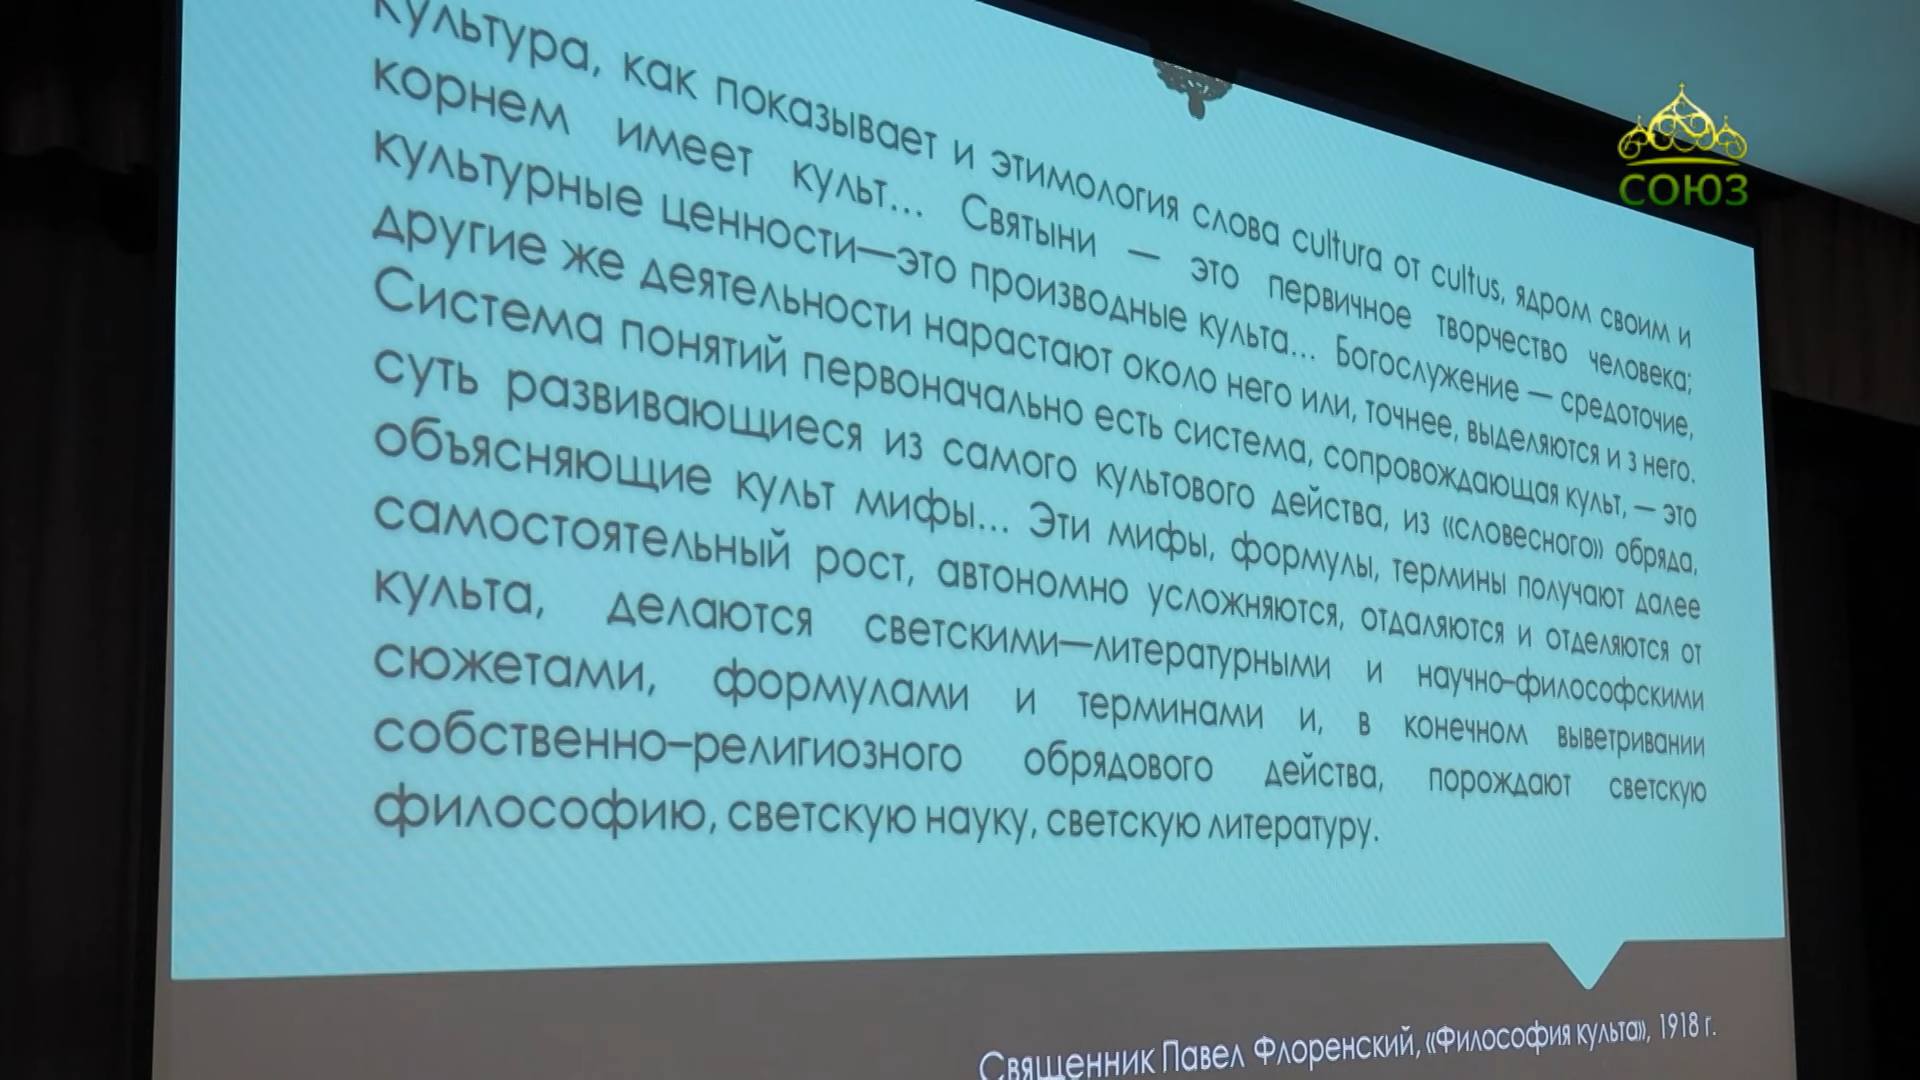 Культура, как показывает и этимология слова cultura от cultus, ядром своим и
корнем имеет культ... Святыни — это первичное творчество человека;
культурные ценности—это производные культа... Богослужение — средоточие,
другие же деятельности нарастают около него или, точнее, выделяются и з него.
Система понятий первоначально есть система, сопровождающая культ, — это
суть развивающиеся из самого культового действа, из «словесного» обряда,
объясняющие культ мифы... Эти мифы, формулы, термины получают далее
самостоятельный рост, автономно усложняются, отдаляются и отделяются от
культа, делаются светскими—литературными и научно-философскими
сюжетами, формулами и терминами и, в конечном выветривании
собственно-религиозного обрядового действа, порождают светскую
философию, светскую науку, светскую литературу.
Священник Павел Флоренский, «Философия культа», 1918 г.
СОЮЗ